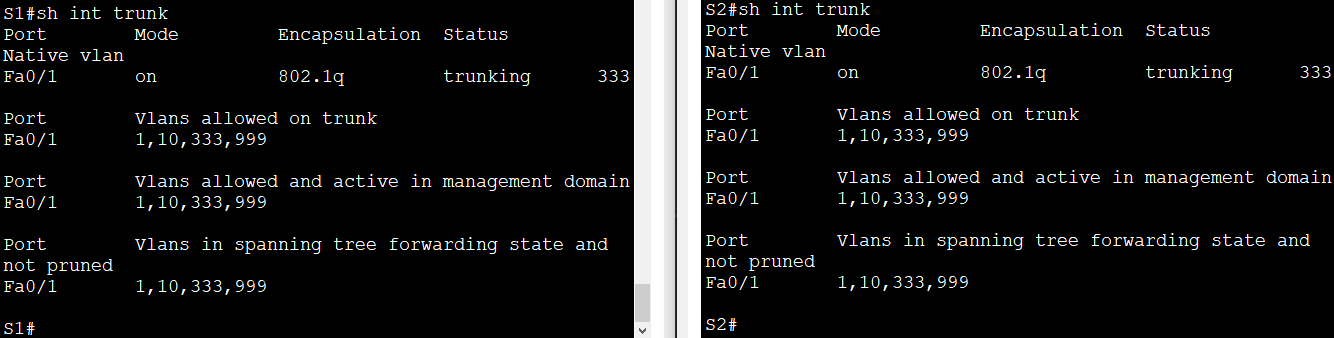 S1#sh int trunk
Port        Mode         Encapsulation  Status
Native vlan
Fa0/1       on           802.1q         trunking      333
Port        Vlans allowed on trunk
Fa0/1       1,10,333,999
Port        Vlans allowed and active in management domain
Fa0/1       1,10,333,999
Port        Vlans in spanning tree forwarding state and
not pruned
Fa0/1       1,10,333,999
S1#
S2#sh int trunk
Port        Mode         Encapsulation  Status
Native vlan
Fa0/1       on           802.1q         trunking      333
Port        Vlans allowed on trunk
Fa0/1       1,10,333,999
Port        Vlans allowed and active in management domain
Fa0/1       1,10,333,999
Port        Vlans in spanning tree forwarding state and
not pruned
Fa0/1       1,10,333,999
S2#